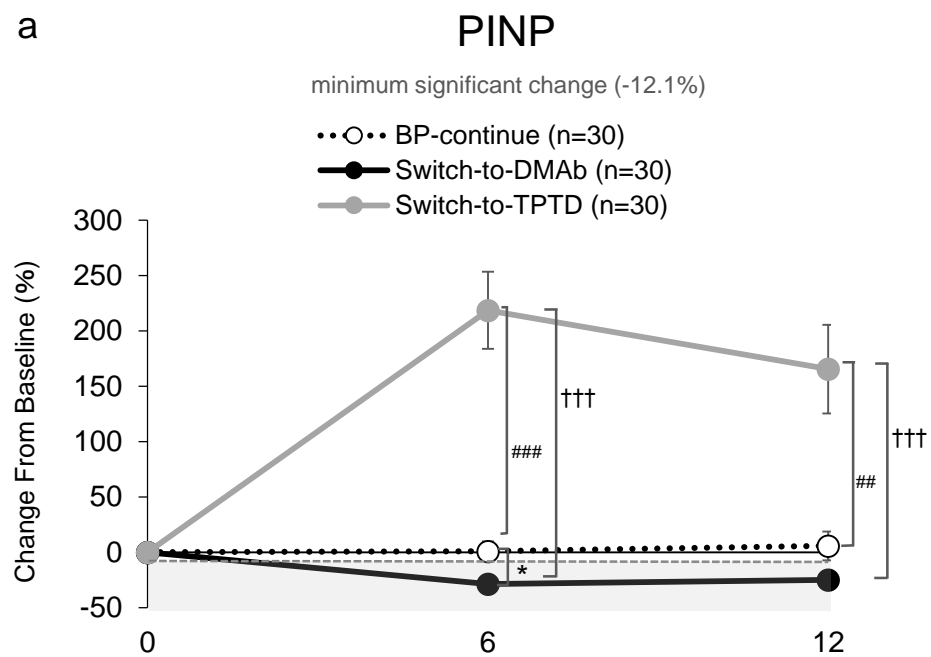 a
PINP
minimum significant change (-12.1%)
BP-continue (n=30)
Switch-to-DMAb (n=30)
Switch-to-TPTD (n=30)
Change From Baseline (%)
300
250
200
150
100
50
0
-50
†††
###
*
†††
##
0 6 12